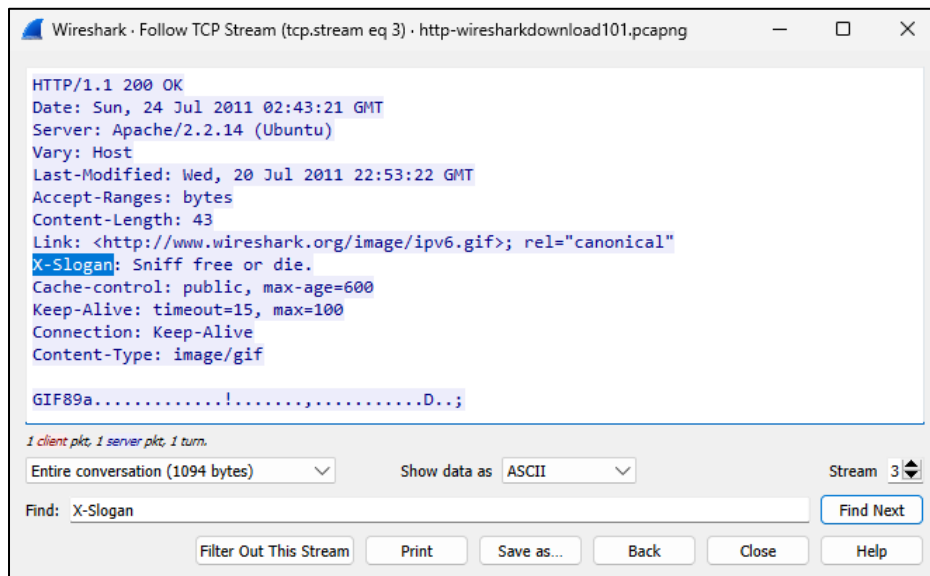 Wireshark · Follow TCP Stream (tcp.stream eq 3) · http-wiresharkdownload101.pcapng
HTTP/1.1 200 OK
Date: Sun, 24 Jul 2011 02:43:21 GMT
Server: Apache/2.2.14 (Ubuntu)
Vary: Host
Last-Modified: Wed, 20 Jul 2011 22:53:22 GMT
Accept-Ranges: bytes
Content-Length: 43
Link: <http://www.wireshark.org/image/ipv6.gif>; rel="canonical"
X-Slogan: Sniff free or die.
Cache-control: public, max-age=600
Keep-Alive: timeout=15, max=100
Connection: Keep-Alive
Content-Type: image/gif
GIF89a.............!.......,...........D..;
1 client pkt, 1 server pkt, 1 turn.
Entire conversation (1094 bytes) Show data as ASCII Stream 3
Find: X-Slogan Find Next
Filter Out This Stream Print Save as... Back Close Help